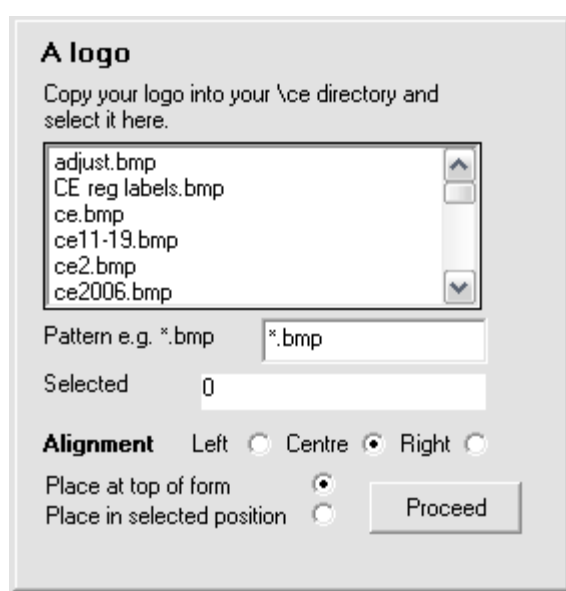 A logo
Copy your logo into your \ce directory and
select it here.
adjust.bmp
CE reg labels.bmp
ce.bmp
ce11-19.bmp
ce2.bmp
ce2006.bmp
Pattern e.g. *.bmp *.bmp
Selected 0
Alignment Left Centre Right
Place at top of form
Place in selected position Proceed